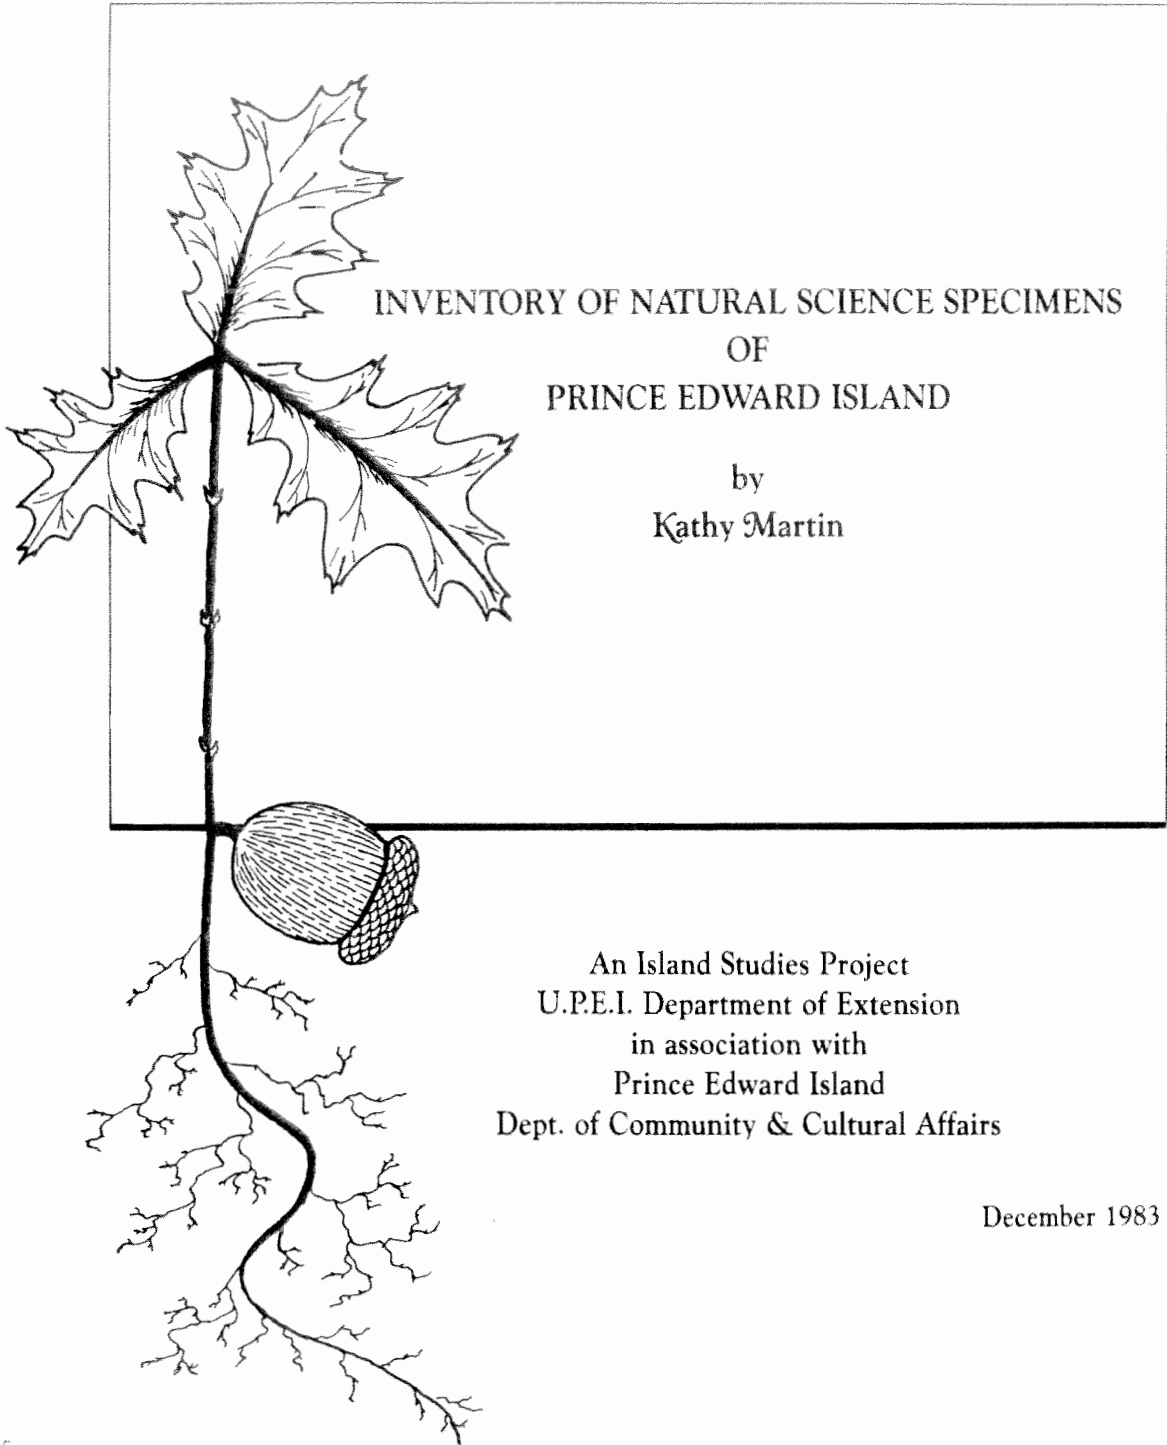 INVENTORY OF NATURAL SCIENCE SPECIMENS
OF
PRINCE EDWARD ISLAND
by
Kathy Martin
An Island Studies Project
U.P.E.I. Department of Extension
in association with
Prince Edward Island
Dept. of Community & Cultural Affairs
December 1983